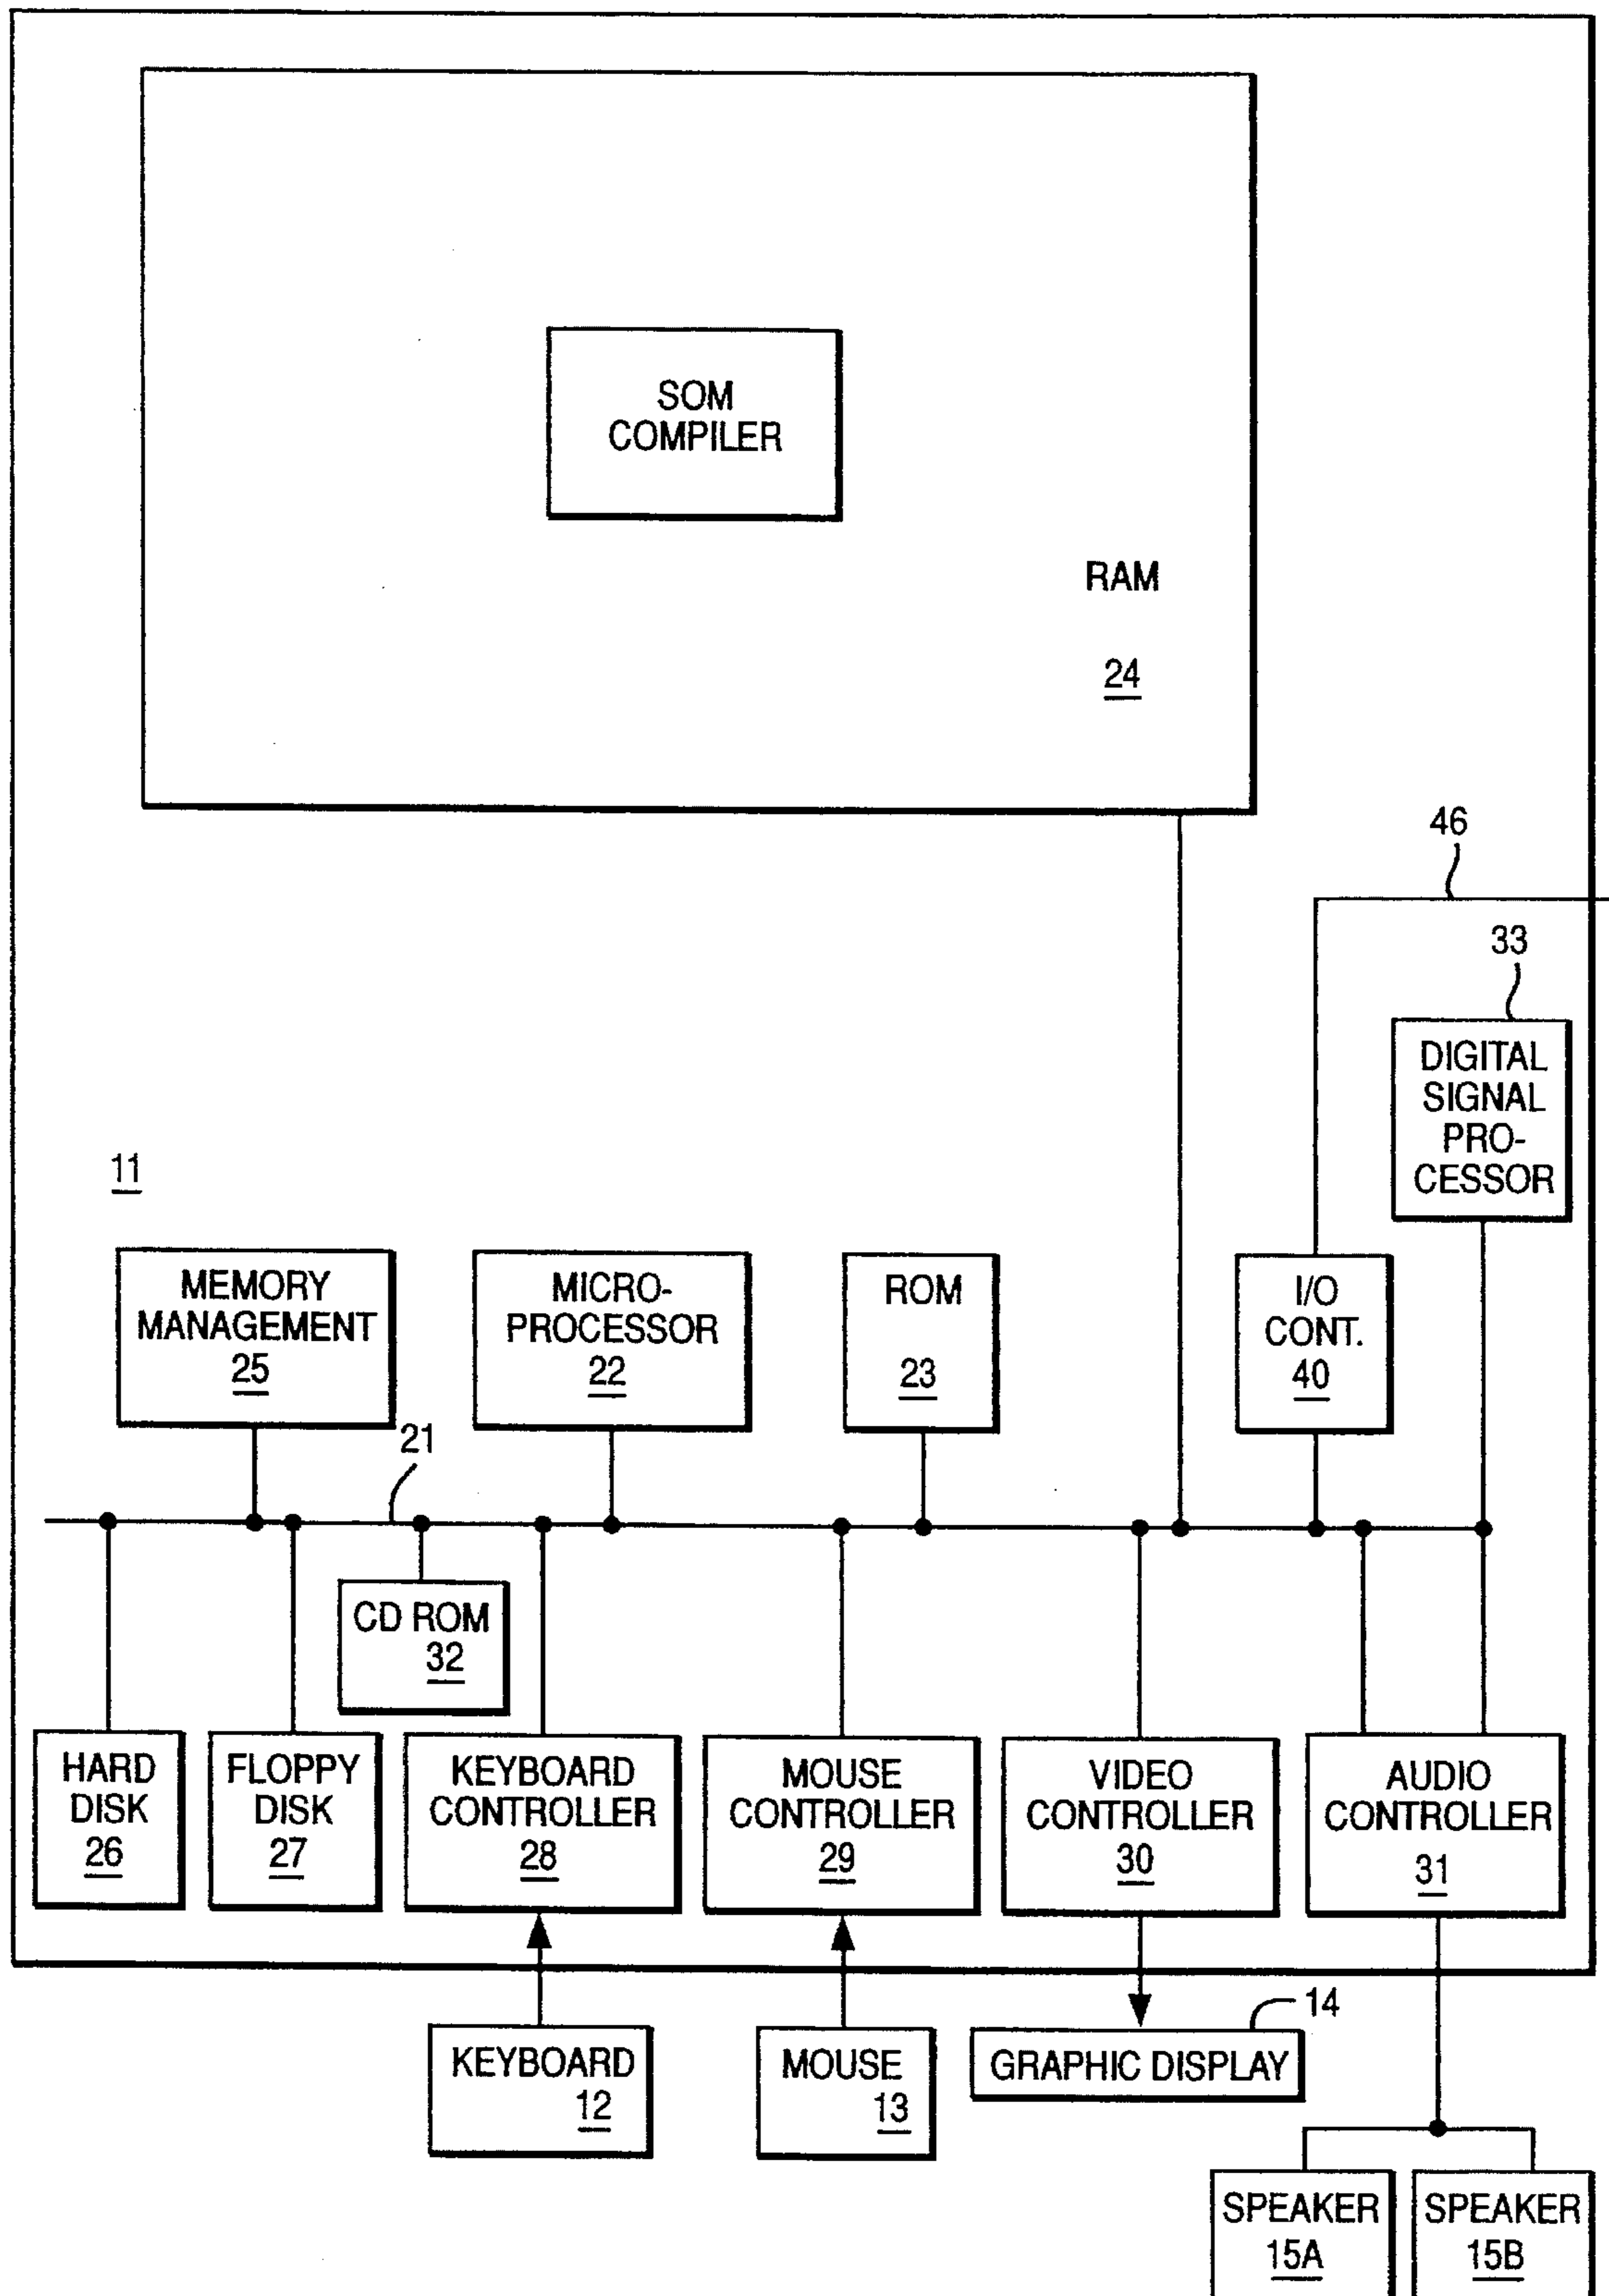 SOM
COMPILER
RAM
24
46
33
DIGITAL
SIGNAL
PRO-
CESSOR
11
MEMORY
MANAGEMENT
25
MICRO-
PROCESSOR
22
ROM
23
I/O
CONT.
40
21
CD ROM
32
HARD
DISK
26
FLOPPY
DISK
27
KEYBOARD
CONTROLLER
28
MOUSE
CONTROLLER
29
VIDEO
CONTROLLER
30
AUDIO
CONTROLLER
31
KEYBOARD
12
MOUSE
13
14
GRAPHIC DISPLAY
SPEAKER
15A
SPEAKER
15B